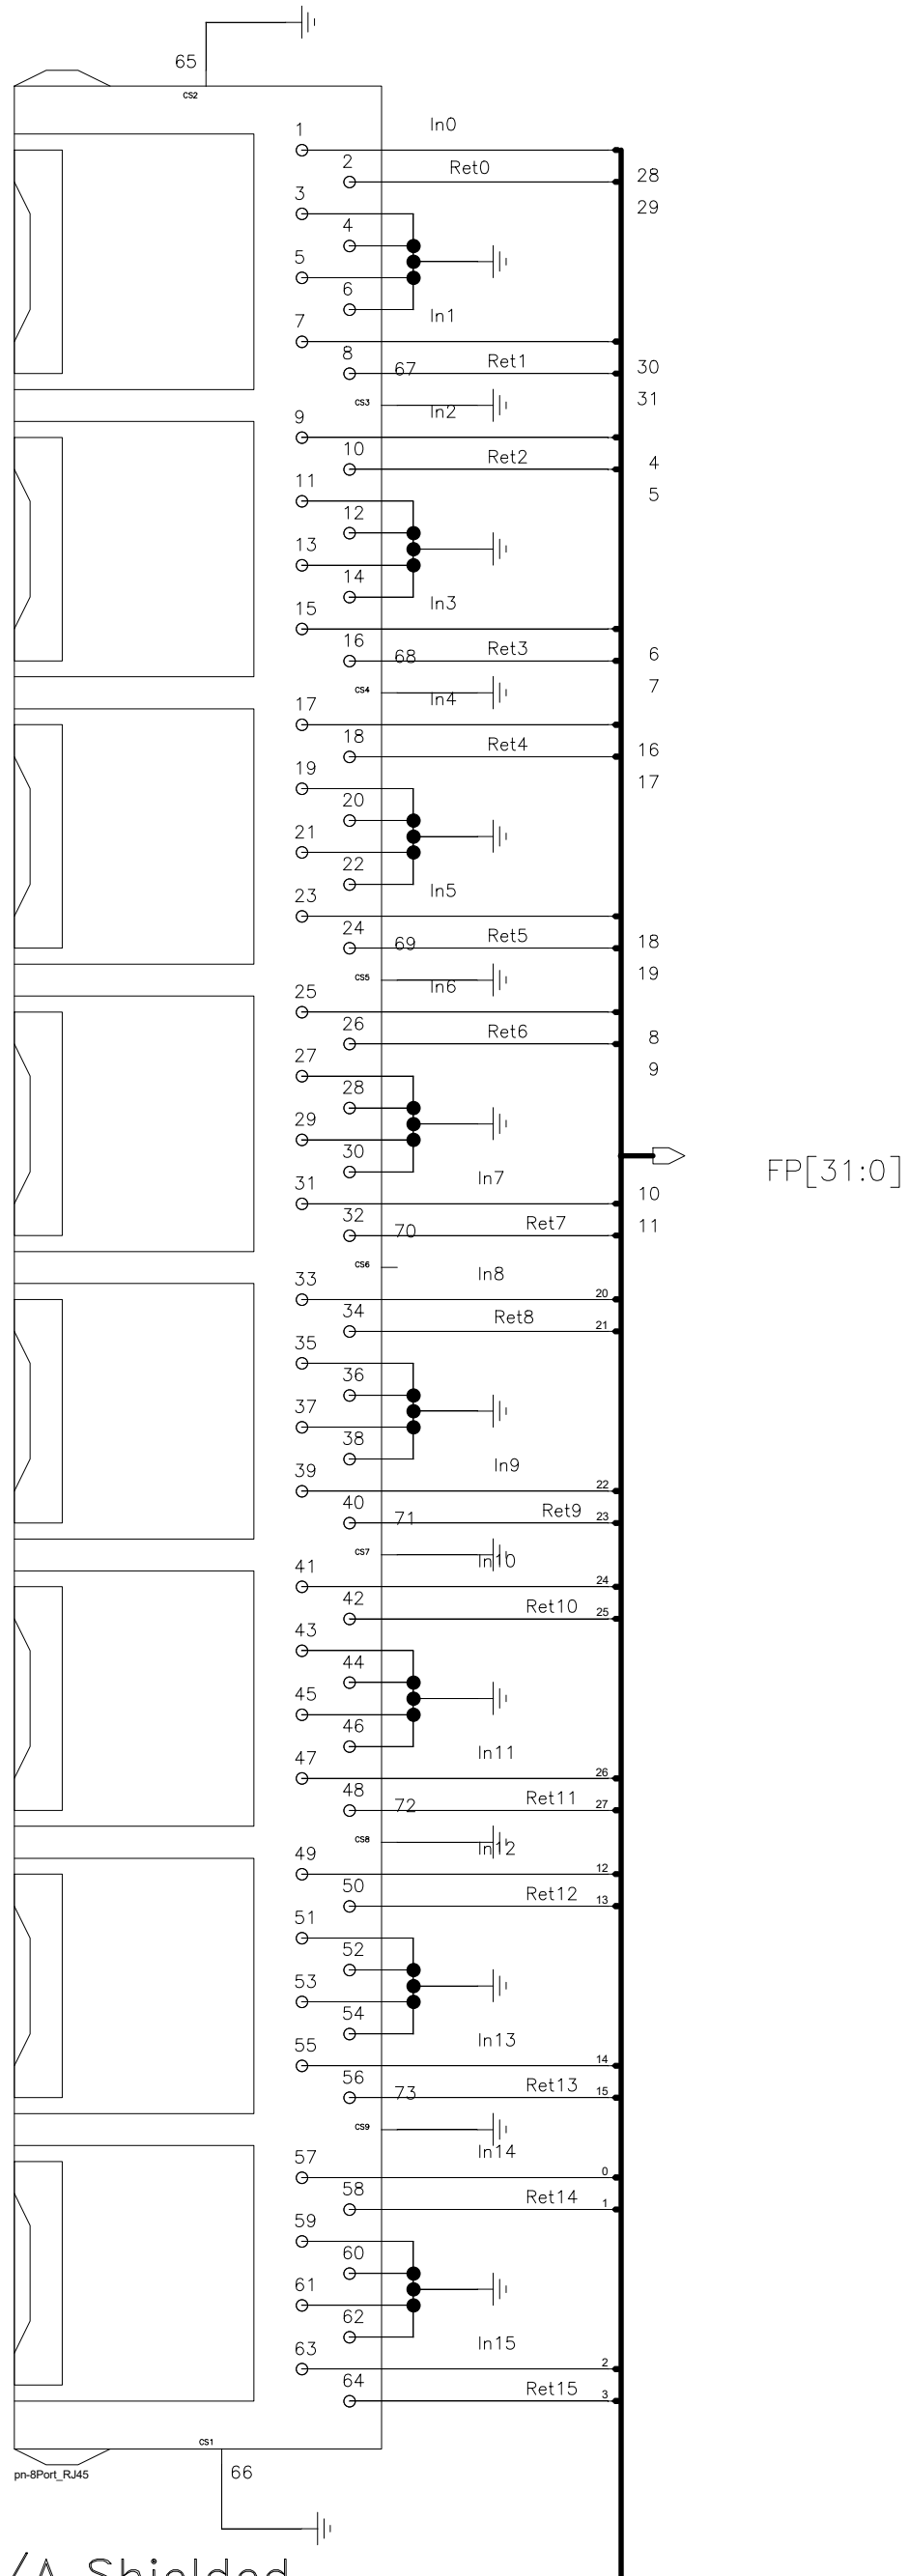 65
CS2
1 In0
2 Ret0 28
3 29
4
5
6
7 In1
8 67 Ret1 30
CS3 In2 31
9
10 Ret2 4
11 5
12
13
14
15 In3
16 68 Ret3 6
CS4 In4 7
17
18 Ret4 16
19 17
20
21
22
23 In5
24 69 Ret5 18
CS5 In6 19
25
26 Ret6 8
27 9
28
29
30
FP[31:0]
31 In7 10
32 70 Ret7 11
CS6
33 In8 20
34 Ret8 21
35
36
37
38
39 In9 22
40 71 Ret9 23
CS7 In10
41 24
42 Ret10 25
43
44
45
46
47 In11 26
48 72 Ret11 27
CS8 In12
49 12
50 Ret12 13
51
52
53
54
55 In13 14
56 73 Ret13 15
CS9
In14
57 0
58 Ret14 1
59
60
61
62
63 In15 2
64 Ret15 3
CS1
66
pn-8Port_RJ45
/A Shielded